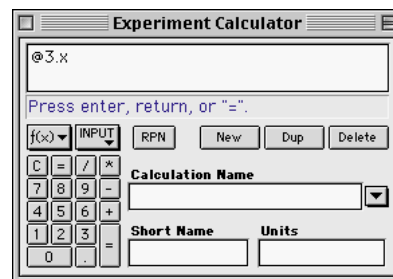 Experiment Calculator
@3.x
Press enter, return, or "=".
f(x) INPUT RPN New Dup Delete
C = / *
7 8 9 -
4 5 6 +
1 2 3 =
0 .
Calculation Name
Short Name Units